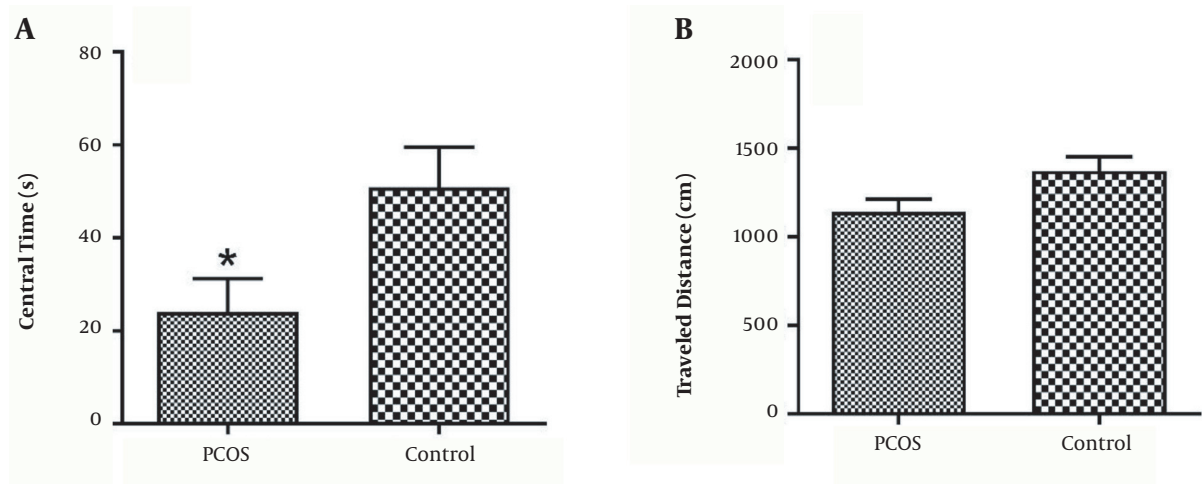 A
Central Time (s)
80
60
40
20
0
*
PCOS Control
B
Traveled Distance (cm)
2000
1500
1000
500
0
PCOS Control